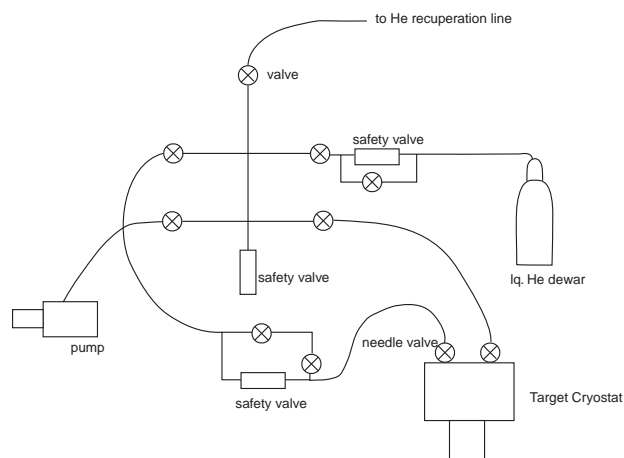 to He recuperation line
valve
safety valve
safety valve
lq. He dewar
pump
needle valve
safety valve
Target Cryostat